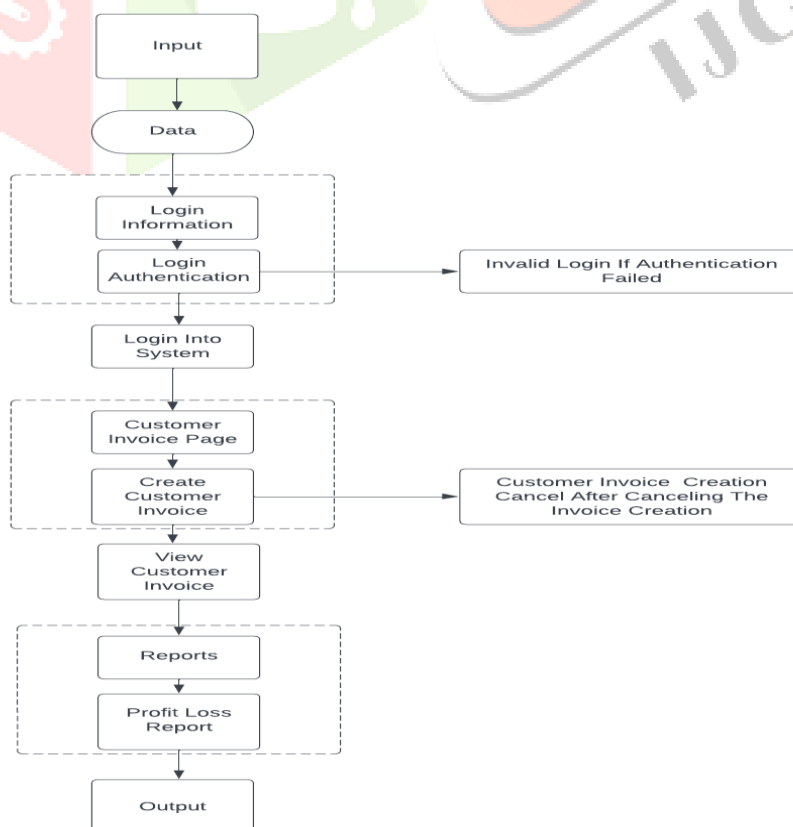 IJC
Input
Data
Login
Information
Login
Authentication
Invalid Login If Authentication
Failed
Login Into
System
Customer
Invoice Page
Create
Customer
Invoice
Customer Invoice Creation
Cancel After Canceling The
Invoice Creation
View
Customer
Invoice
Reports
Profit Loss
Report
Output